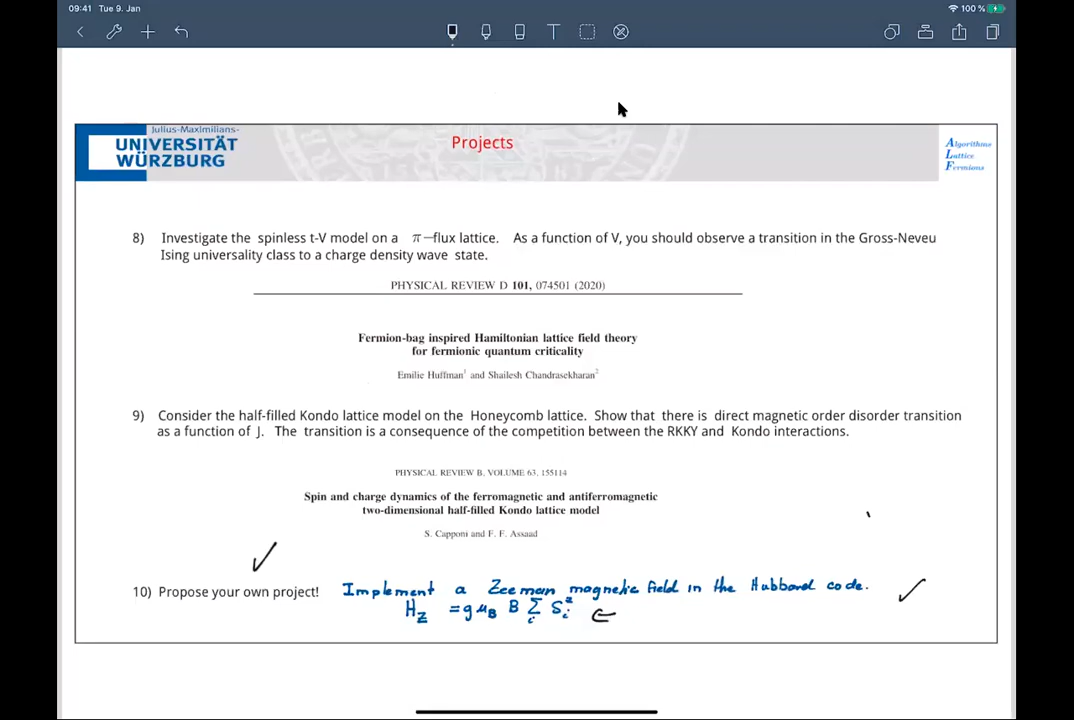 09:41 Tue 9. Jan
100 %
T
Julius-Maximilians-
UNIVERSITÄT
WÜRZBURG
Projects
Algorithms
Lattice
Fermions
8) Investigate the spinless t-V model on a π−flux lattice. As a function of V, you should observe a transition in the Gross-Neveu
Ising universality class to a charge density wave state.
PHYSICAL REVIEW D 101, 074501 (2020)
Fermion-bag inspired Hamiltonian lattice field theory
for fermionic quantum criticality
Emilie Huffman¹ and Shailesh Chandrasekharan²
9) Consider the half-filled Kondo lattice model on the Honeycomb lattice. Show that there is direct magnetic order disorder transition
as a function of J. The transition is a consequence of the competition between the RKKY and Kondo interactions.
PHYSICAL REVIEW B, VOLUME 63, 155114
Spin and charge dynamics of the ferromagnetic and antiferromagnetic
two-dimensional half-filled Kondo lattice model
S. Capponi and F. F. Assaad
10) Propose your own project! Implement a Zeeman magnetic field in the Hubbard code.
H_Z = g μ_B B Σ_i S_i^z